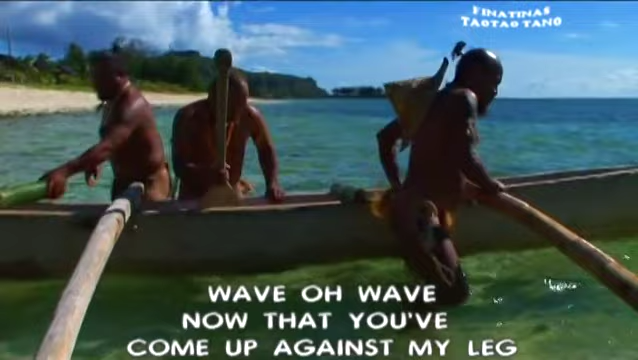 FINATINAS
TAOTAO TANO
WAVE OH WAVE
NOW THAT YOU'VE
COME UP AGAINST MY LEG